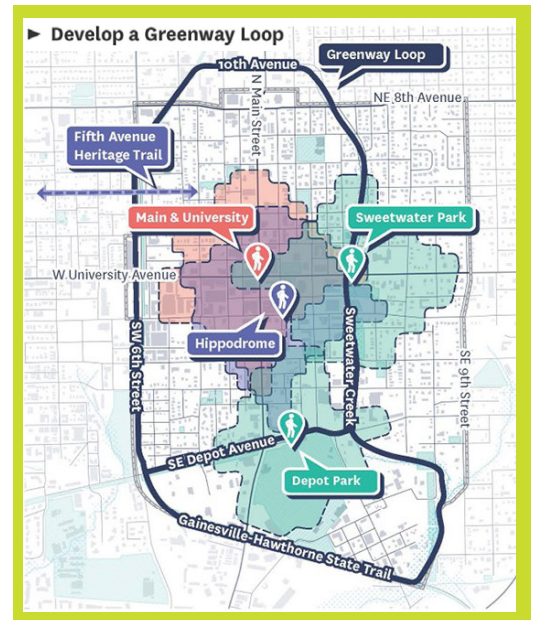 ► Develop a Greenway Loop
Greenway Loop
10th Avenue
N Main Street
NE 8th Avenue
Fifth Avenue
Heritage Trail
Main & University
Sweetwater Park
W University Avenue
Hippodrome
SW 6th Street
Sweetwater Creek
SE 9th Street
SE Depot Avenue
Depot Park
Gainesville-Hawthorne State Trail